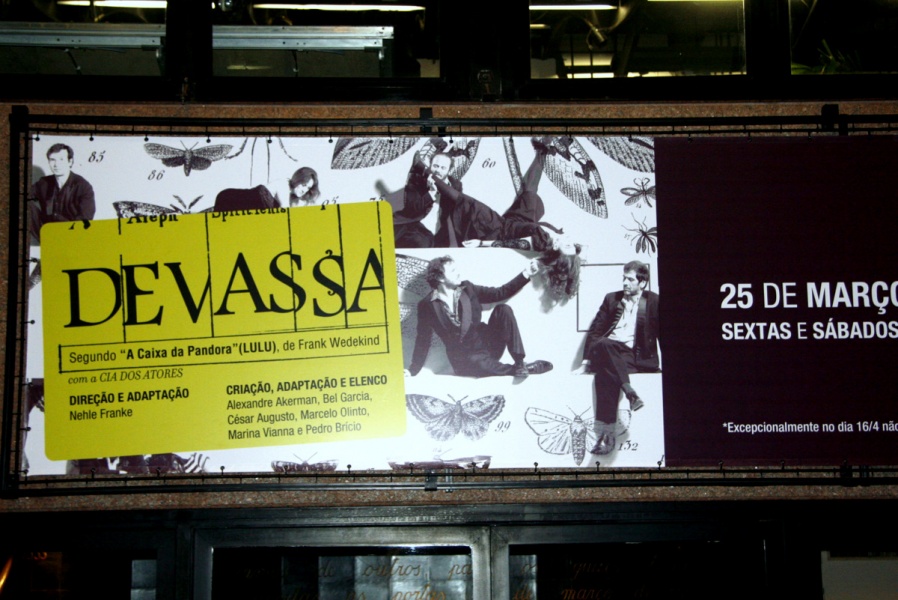 85
86
60
Aleph
DEVASSA
Segundo "A Caixa da Pandora"(LULU), de Frank Wedekind
com a CIA DOS ATORES
DIREÇÃO E ADAPTAÇÃO
Nehle Franke
CRIAÇÃO, ADAPTAÇÃO E ELENCO
Alexandre Akerman, Bel Garcia,
César Augusto, Marcelo Olinto,
Marina Vianna e Pedro Brício
99
132
25 DE MARÇO
SEXTAS E SÁBADOS
*Excepcionalmente no dia 16/4 não